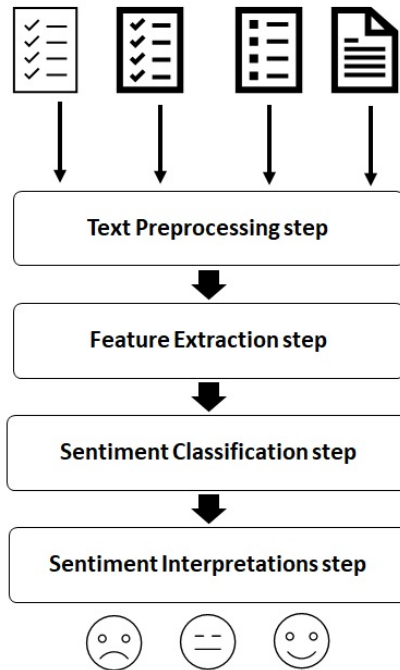 Text Preprocessing step
Feature Extraction step
Sentiment Classification step
Sentiment Interpretations step